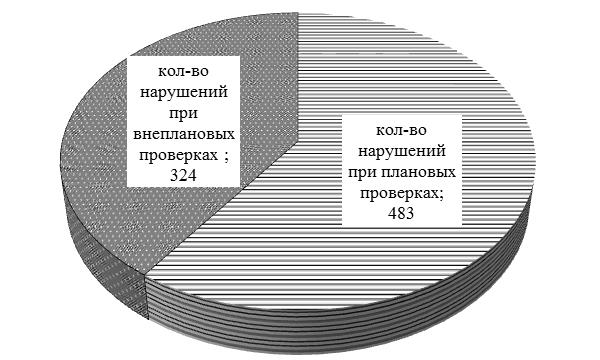 кол-во
нарушений
при
внеплановых
проверках ;
324
кол-во
нарушений
при плановых
проверках;
483